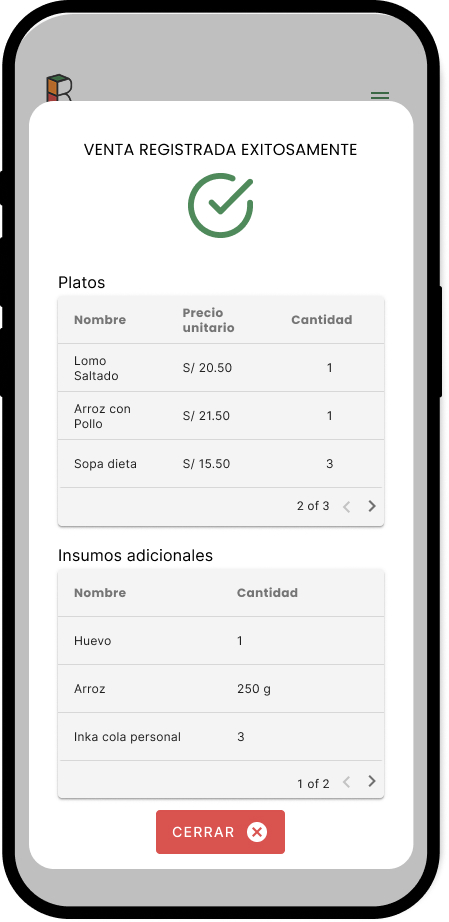 VENTA REGISTRADA EXITOSAMENTE
Platos
Nombre Precio unitario Cantidad
Lomo Saltado S/ 20.50 1
Arroz con Pollo S/ 21.50 1
Sopa dieta S/ 15.50 3
2 of 3
Insumos adicionales
Nombre Cantidad
Huevo 1
Arroz 250 g
Inka cola personal 3
1 of 2
CERRAR